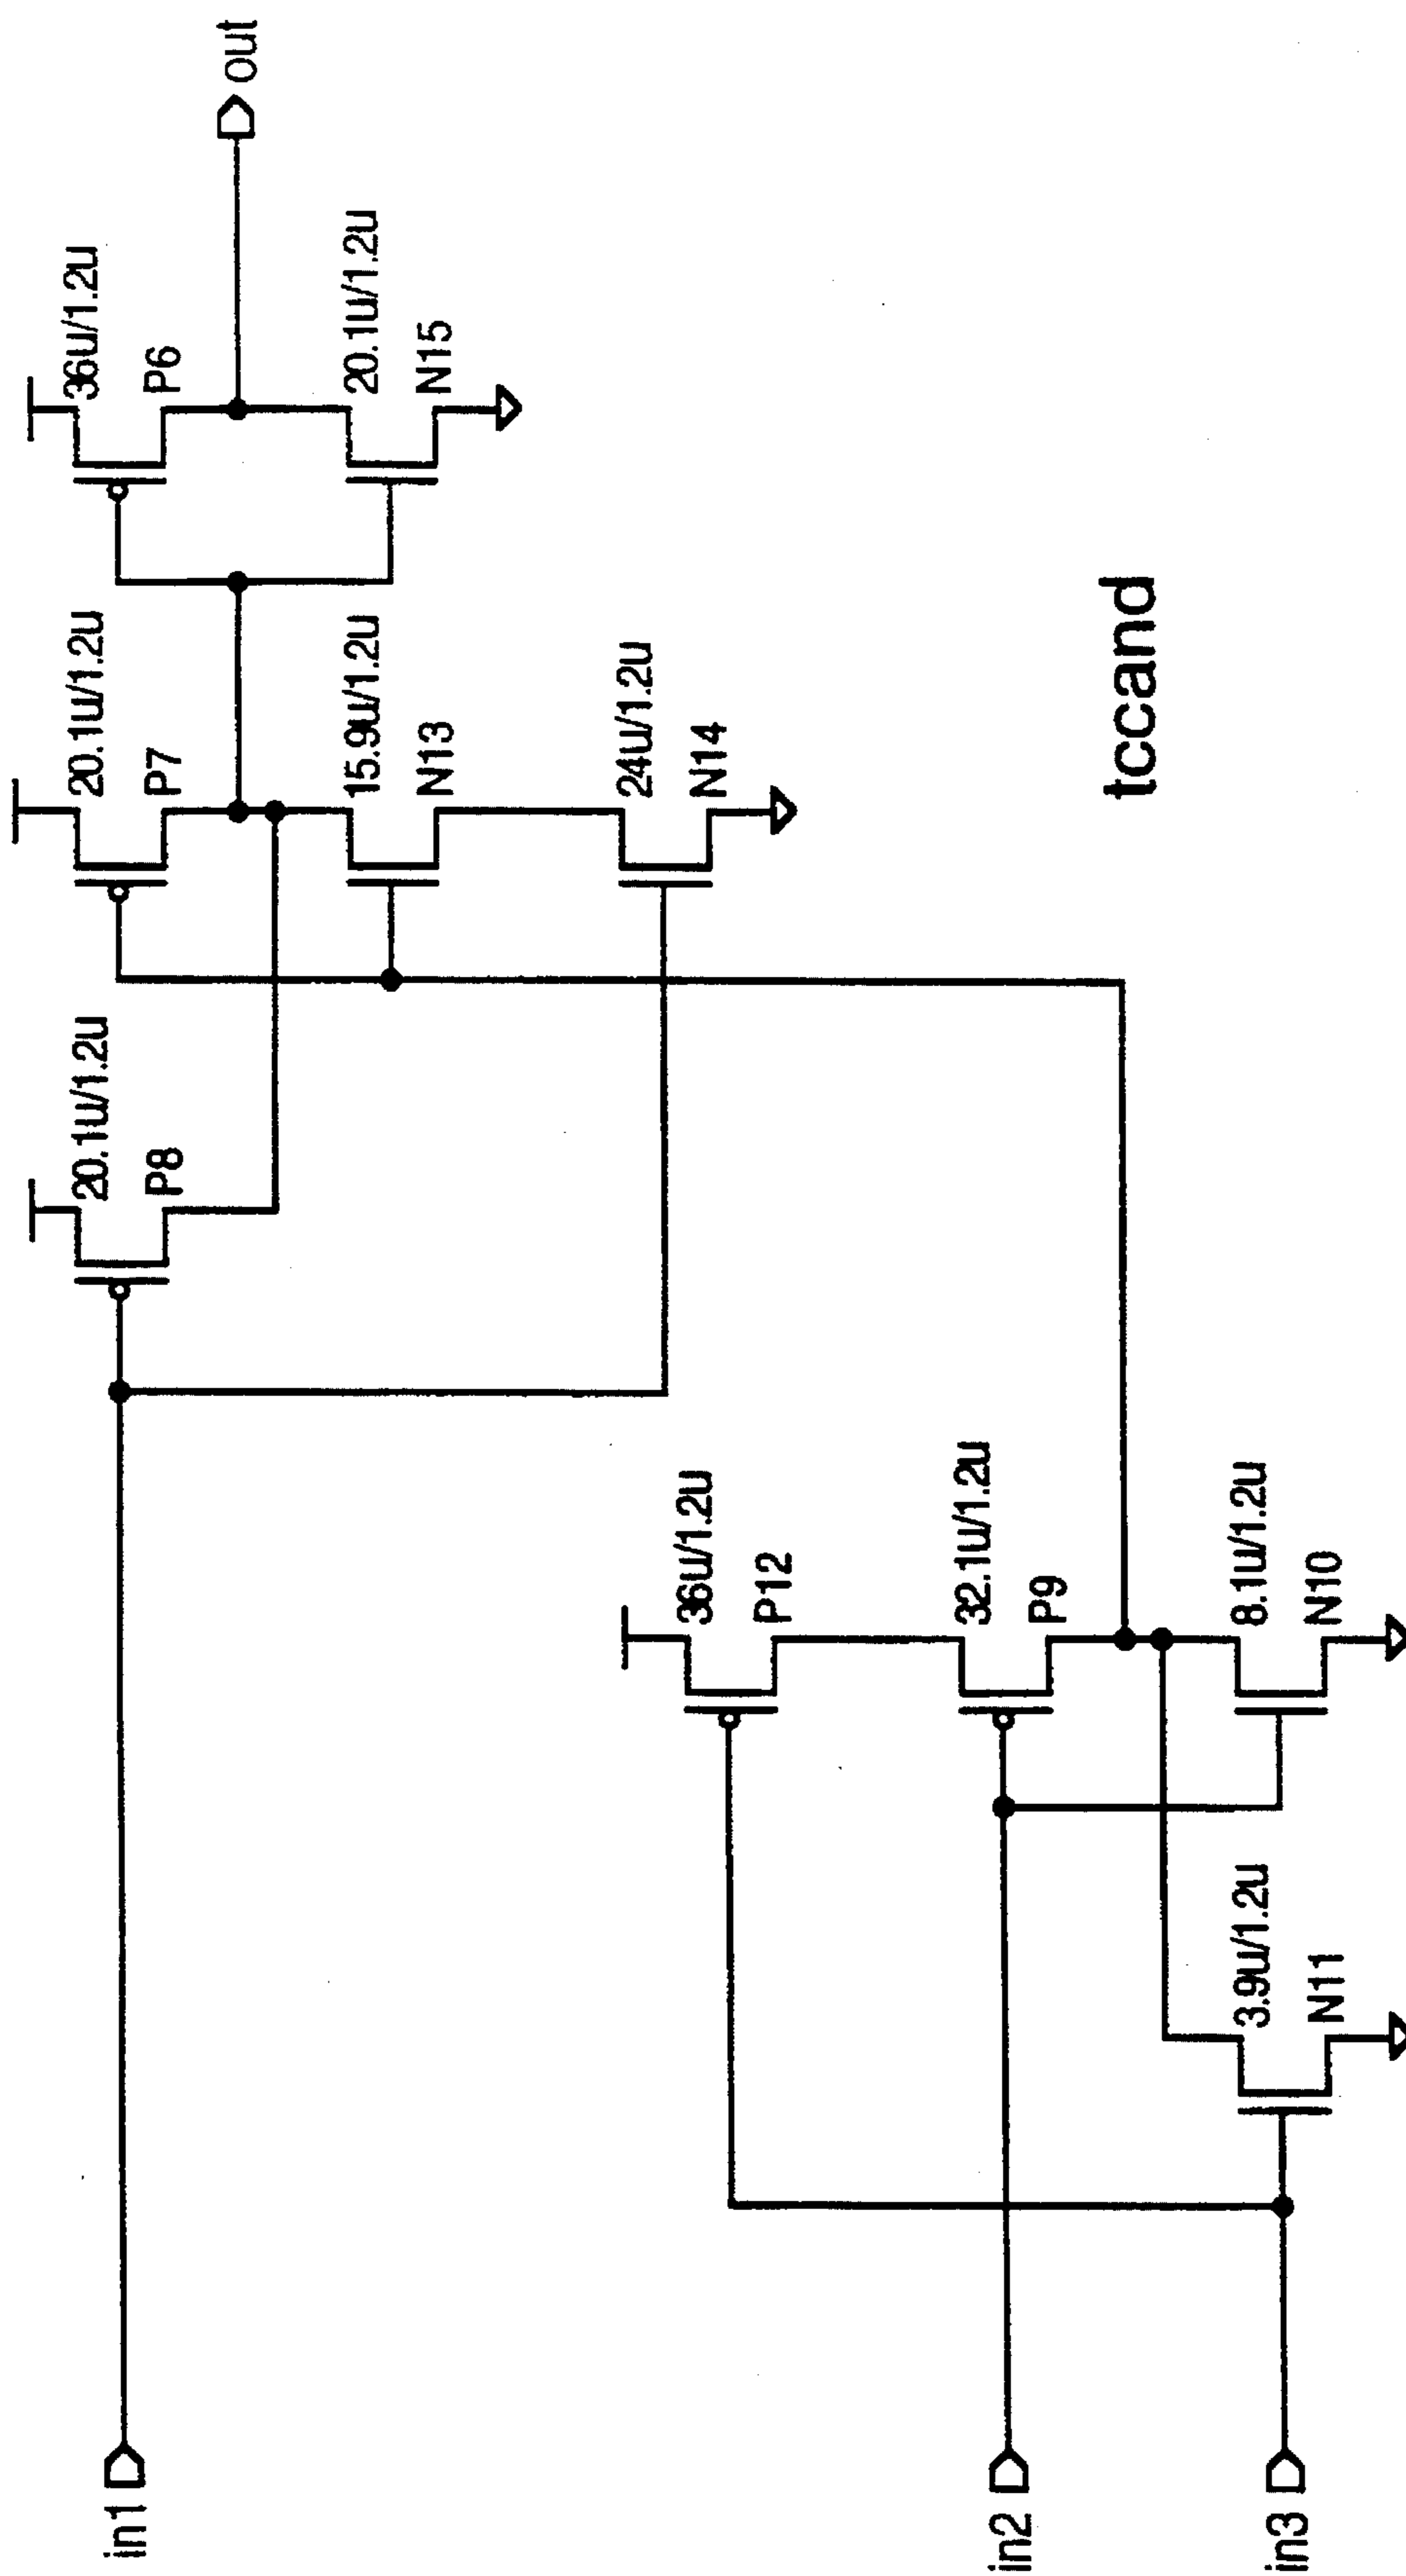 out
36u/1.2u
P6
20.1u/1.2u
N15
20.1u/1.2u
P7
15.9u/1.2u
N13
24u/1.2u
N14
20.1u/1.2u
P8
tccand
36u/1.2u
P12
32.1u/1.2u
P9
8.1u/1.2u
N10
3.9u/1.2u
N11
in1
in2
in3